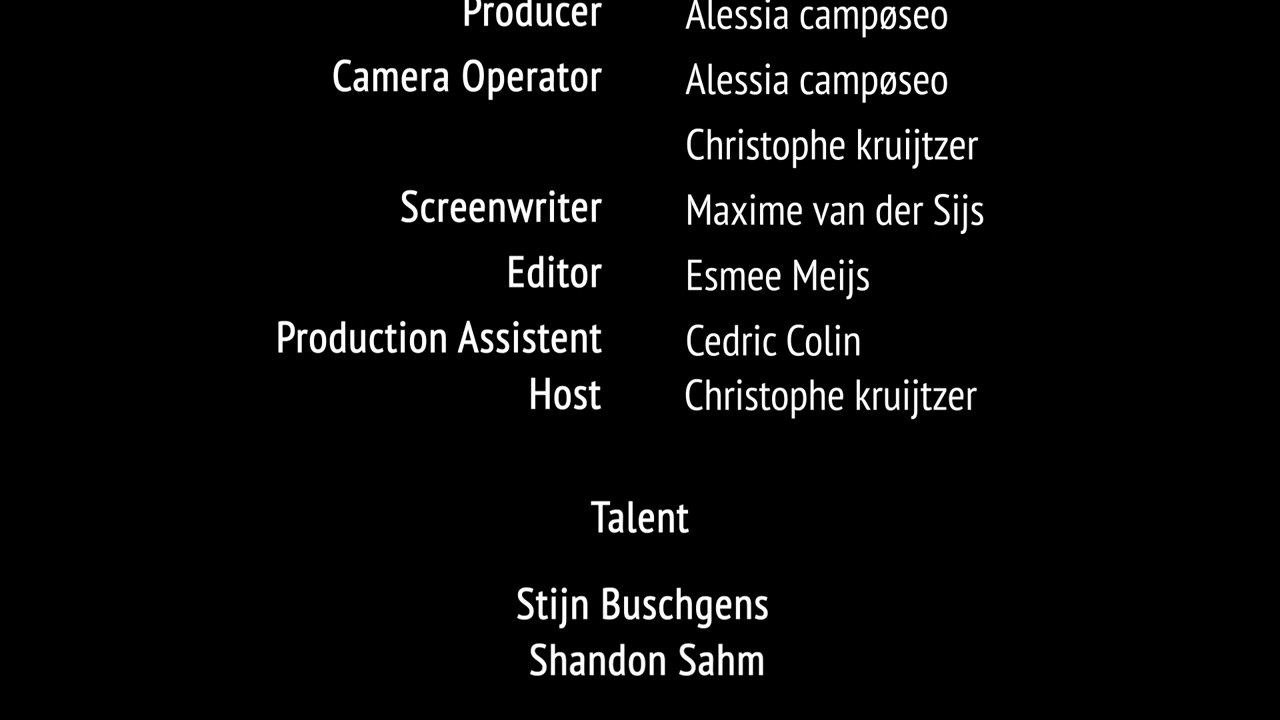 Producer Alessia campøseo
Camera Operator Alessia campøseo
Christophe kruijtzer
Screenwriter Maxime van der Sijs
Editor Esmee Meijs
Production Assistent Cedric Colin
Host Christophe kruijtzer
Talent
Stijn Buschgens
Shandon Sahm